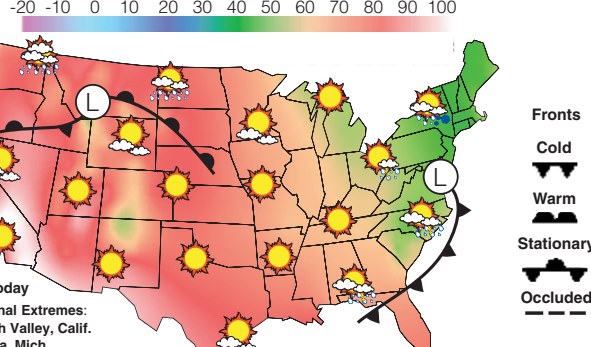 -20 -10 0 10 20 30 40 50 60 70 80 90 100
L
L
Fronts
Cold
Warm
Stationary
Occluded
oday
nal Extremes:
h Valley, Calif.
a, Mich